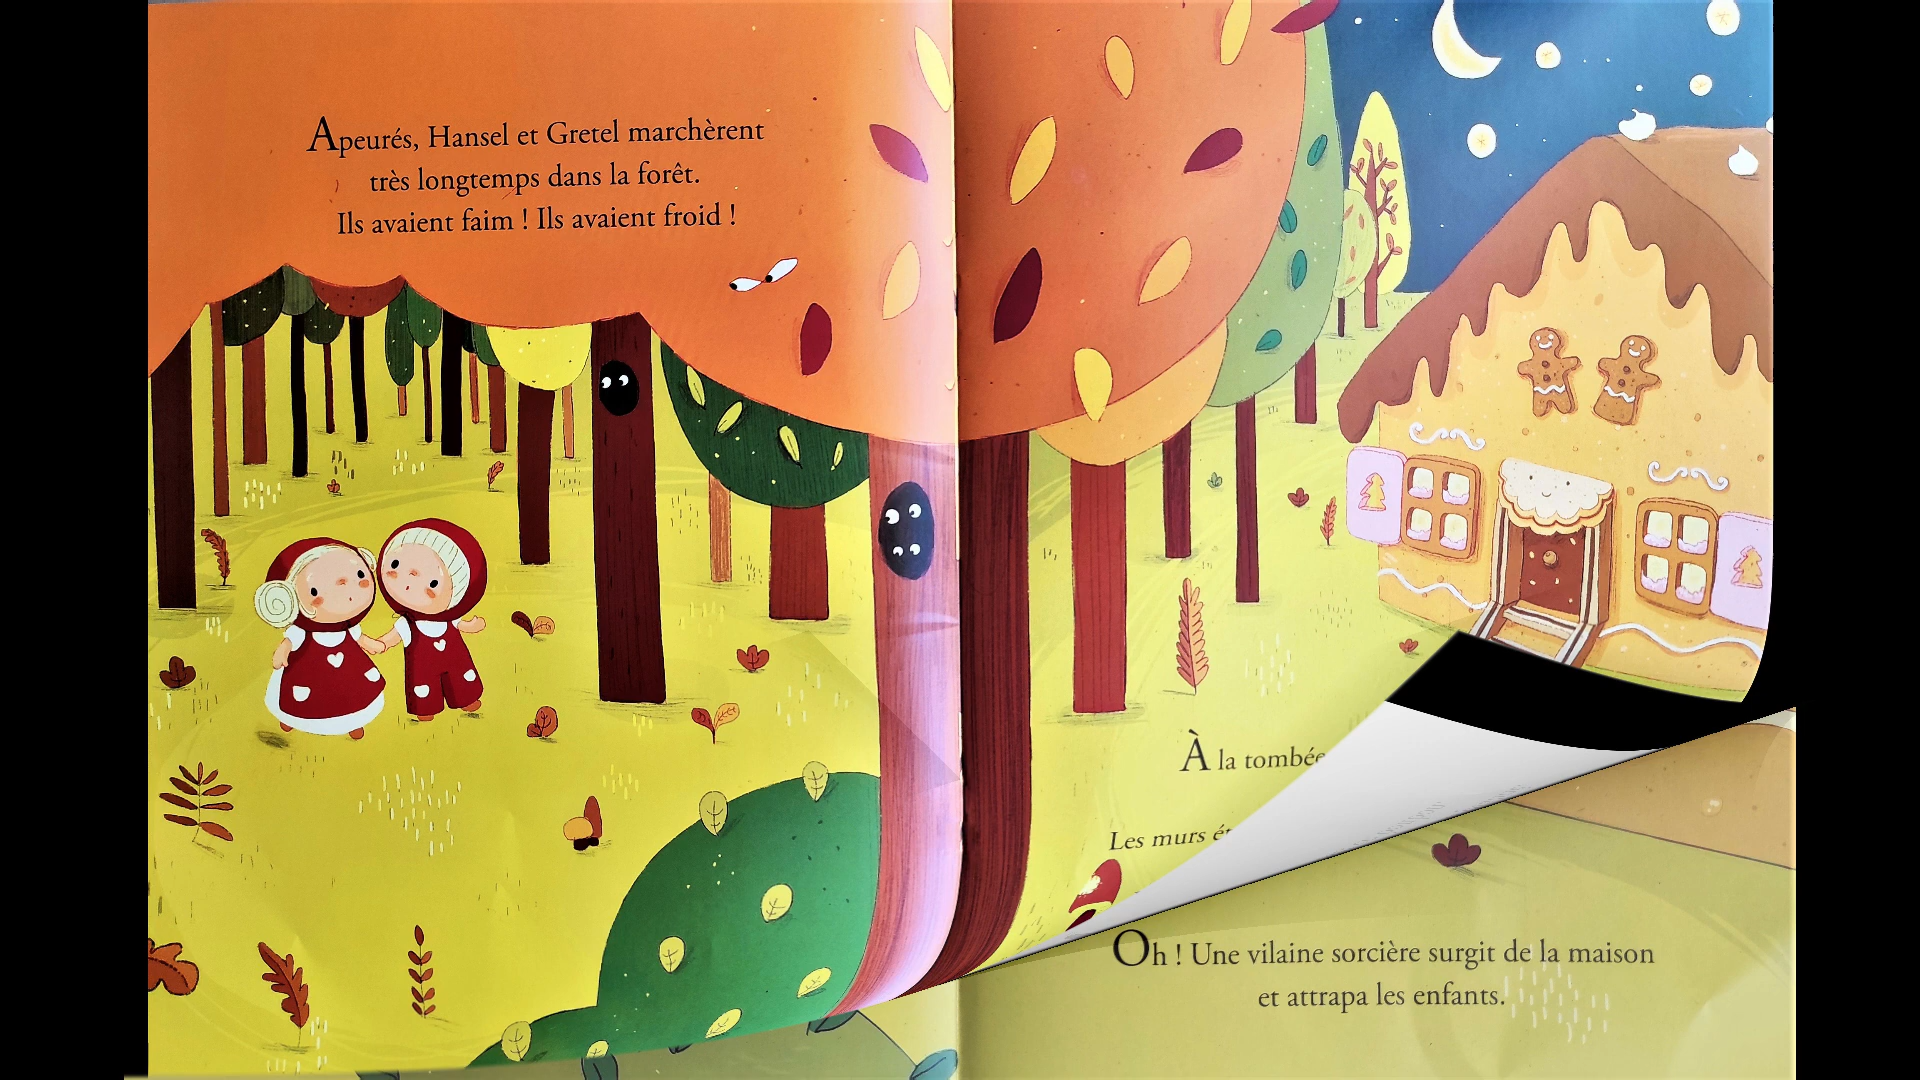 Apeurés, Hansel et Gretel marchèrent
très longtemps dans la forêt.
Ils avaient faim ! Ils avaient froid !
À la tombée
Les murs
Oh ! Une vilaine sorcière surgit de la maison
et attrapa les enfants.